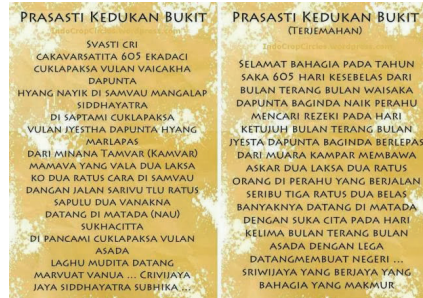 PRASASTI KEDUKAN BUKIT
SVASTI CRI
CAKAVARSATITA 605 EKADACI
CUKLAPAKSA VULAN VAICAKHA
DAPUNTA
HYANG NAYIK DI SAMVAU MANGALAP
SIDDHAYATRA
DI SAPTAMI CUKLAPAKSA
VULAN JYESTHA DAPUNTA HYANG
MARLAPAS
DARI MINANA TAMVAR (KAMVAR)
MAMAVA YANG VALA DUA LAKSA
KO DUA RATUS CARA DI SAMVAU
DANGAN JALAN SARIVU TLU RATUS
SAPULU DUA VANAKNA
DATANG DI MATADA (NAU)
SUKHACITTA
DI PANCAMI CUKLAPAKSA VULAN
ASADA
LAGHU MUDITA DATANG
MARVUAT VANUA ... CRIVIJAYA
JAYA SIDDHAYATRA SUBHIKA ...
PRASASTI KEDUKAN BUKIT
(TERJEMAHAN)
SELAMAT BAHAGIA PADA TAHUN
SAKA 605 HARI KESEBELAS DARI
BULAN TERANG BULAN WAISAKA
DAPUNTA BAGINDA NAIK PERAHU
MENCARI REZEKI PADA HARI
KETUJUH BULAN TERANG BULAN
JYESTA DAPUNTA BAGINDA BERLEPAS
DARI MUARA KAMPAR MEMBAWA
ASKAR DUA LAKSA DUA RATUS
ORANG DI PERAHU YANG BERJALAN
SERIBU TIGA RATUS DUA BELAS
BANYAKNYA DATANG DI MATADA
DENGAN SUKA CITA PADA HARI
KELIMA BULAN TERANG BULAN
ASADA DENGAN LEGA
DATANGMEMBUAT NEGERI ...
SRIWIJAYA YANG BERJAYA YANG
BAHAGIA YANG MAKMUR